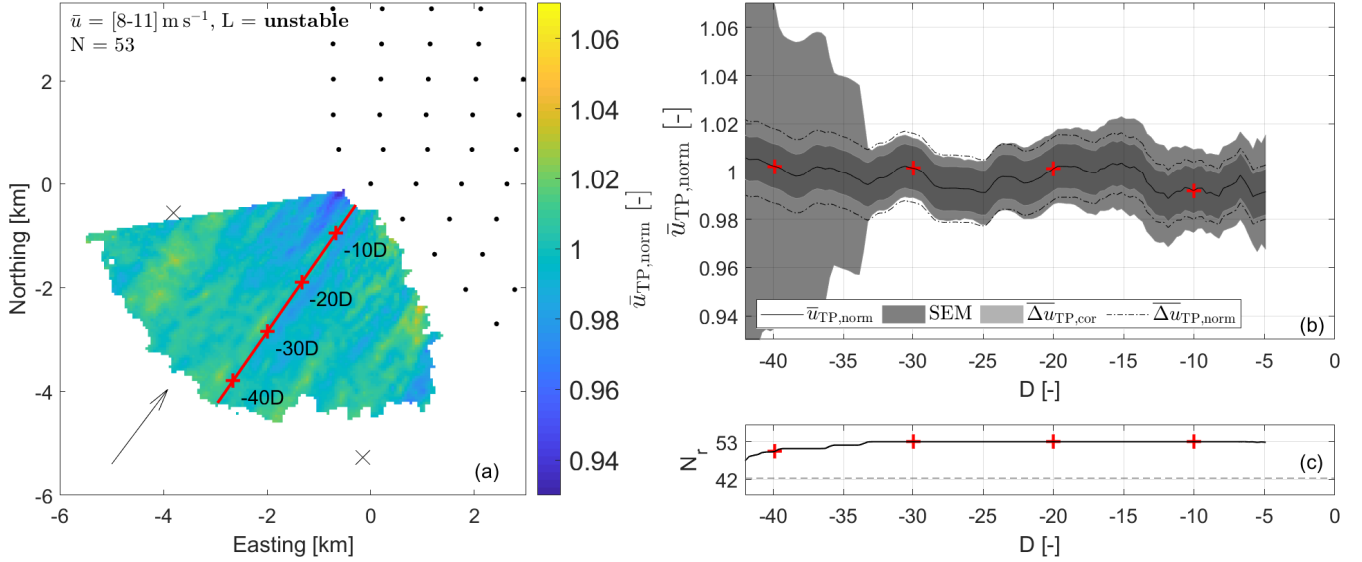 ū = [8-11] m s⁻¹, L = unstable
N = 53
Northing [km]
2
0
-2
-4
-6
-10D
-20D
-30D
-40D
(a)
-6
-4
-2
0
2
Easting [km]
1.06
1.04
1.02
1
0.98
0.96
0.94
ū_TP,norm [-]
ū_TP,norm [-]
1.06
1.04
1.02
1
0.98
0.96
0.94
ū_TP,norm SEM Δu_TP,cor Δu_TP,norm
(b)
-40 -35 -30 -25 -20 -15 -10 -5 0
D [-]
N_r
53
42
(c)
-40 -35 -30 -25 -20 -15 -10 -5 0
D [-]